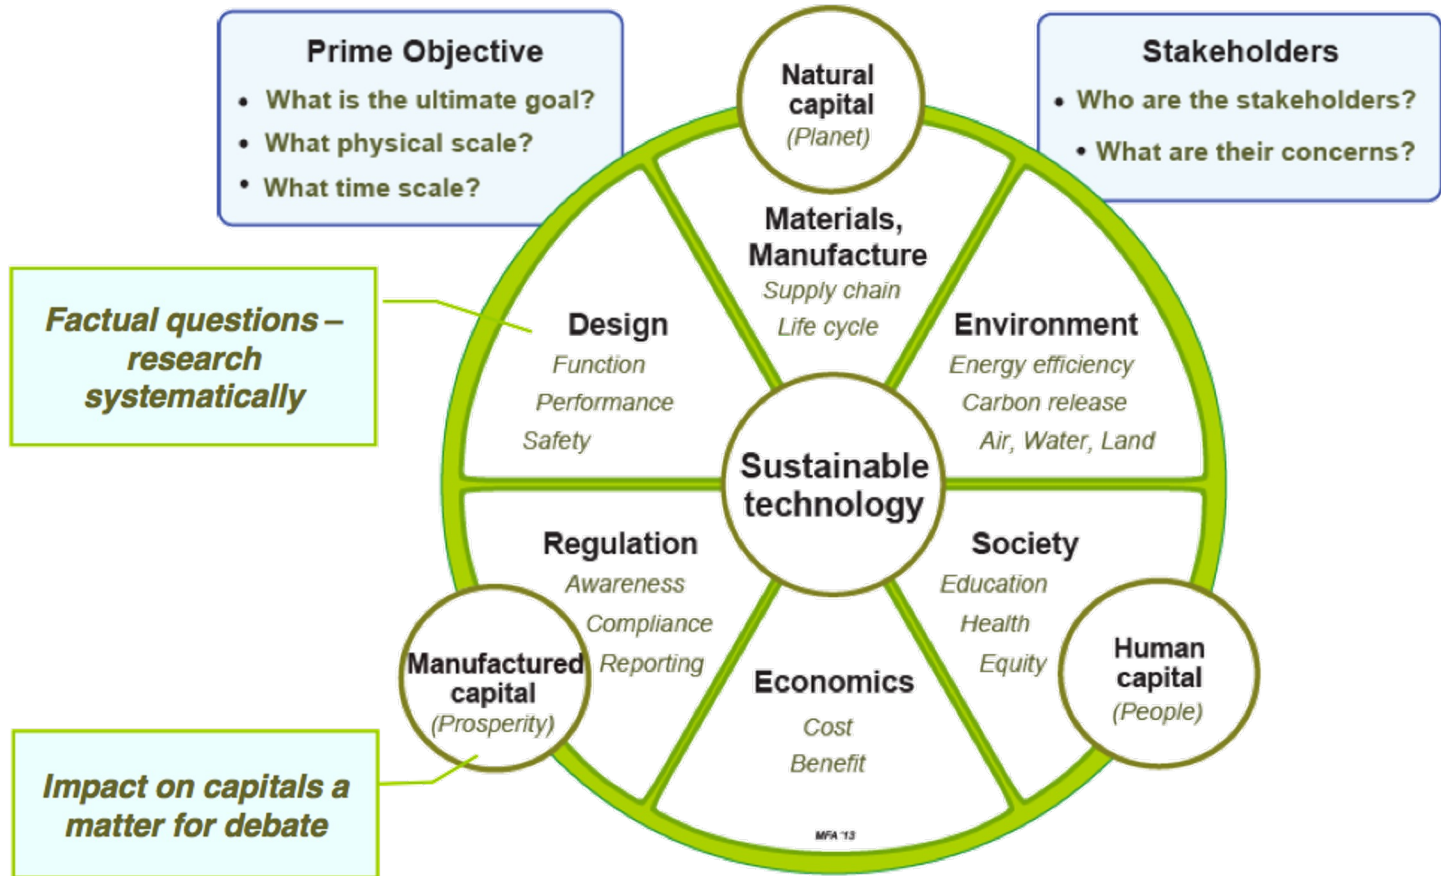 Prime Objective
• What is the ultimate goal?
• What physical scale?
• What time scale?
Natural
capital
(Planet)
Stakeholders
• Who are the stakeholders?
• What are their concerns?
Factual questions –
research
systematically
Design
Function
Performance
Safety
Materials,
Manufacture
Supply chain
Life cycle
Environment
Energy efficiency
Carbon release
Air, Water, Land
Sustainable
technology
Regulation
Awareness
Compliance
Reporting
Society
Education
Health
Equity
Manufactured
capital
(Prosperity)
Economics
Cost
Benefit
Human
capital
(People)
Impact on capitals a
matter for debate
MFA '13